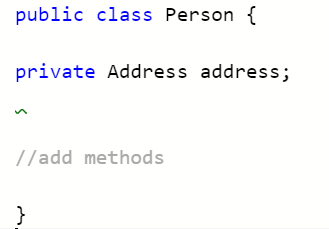 public class Person {
private Address address;
//add methods
}